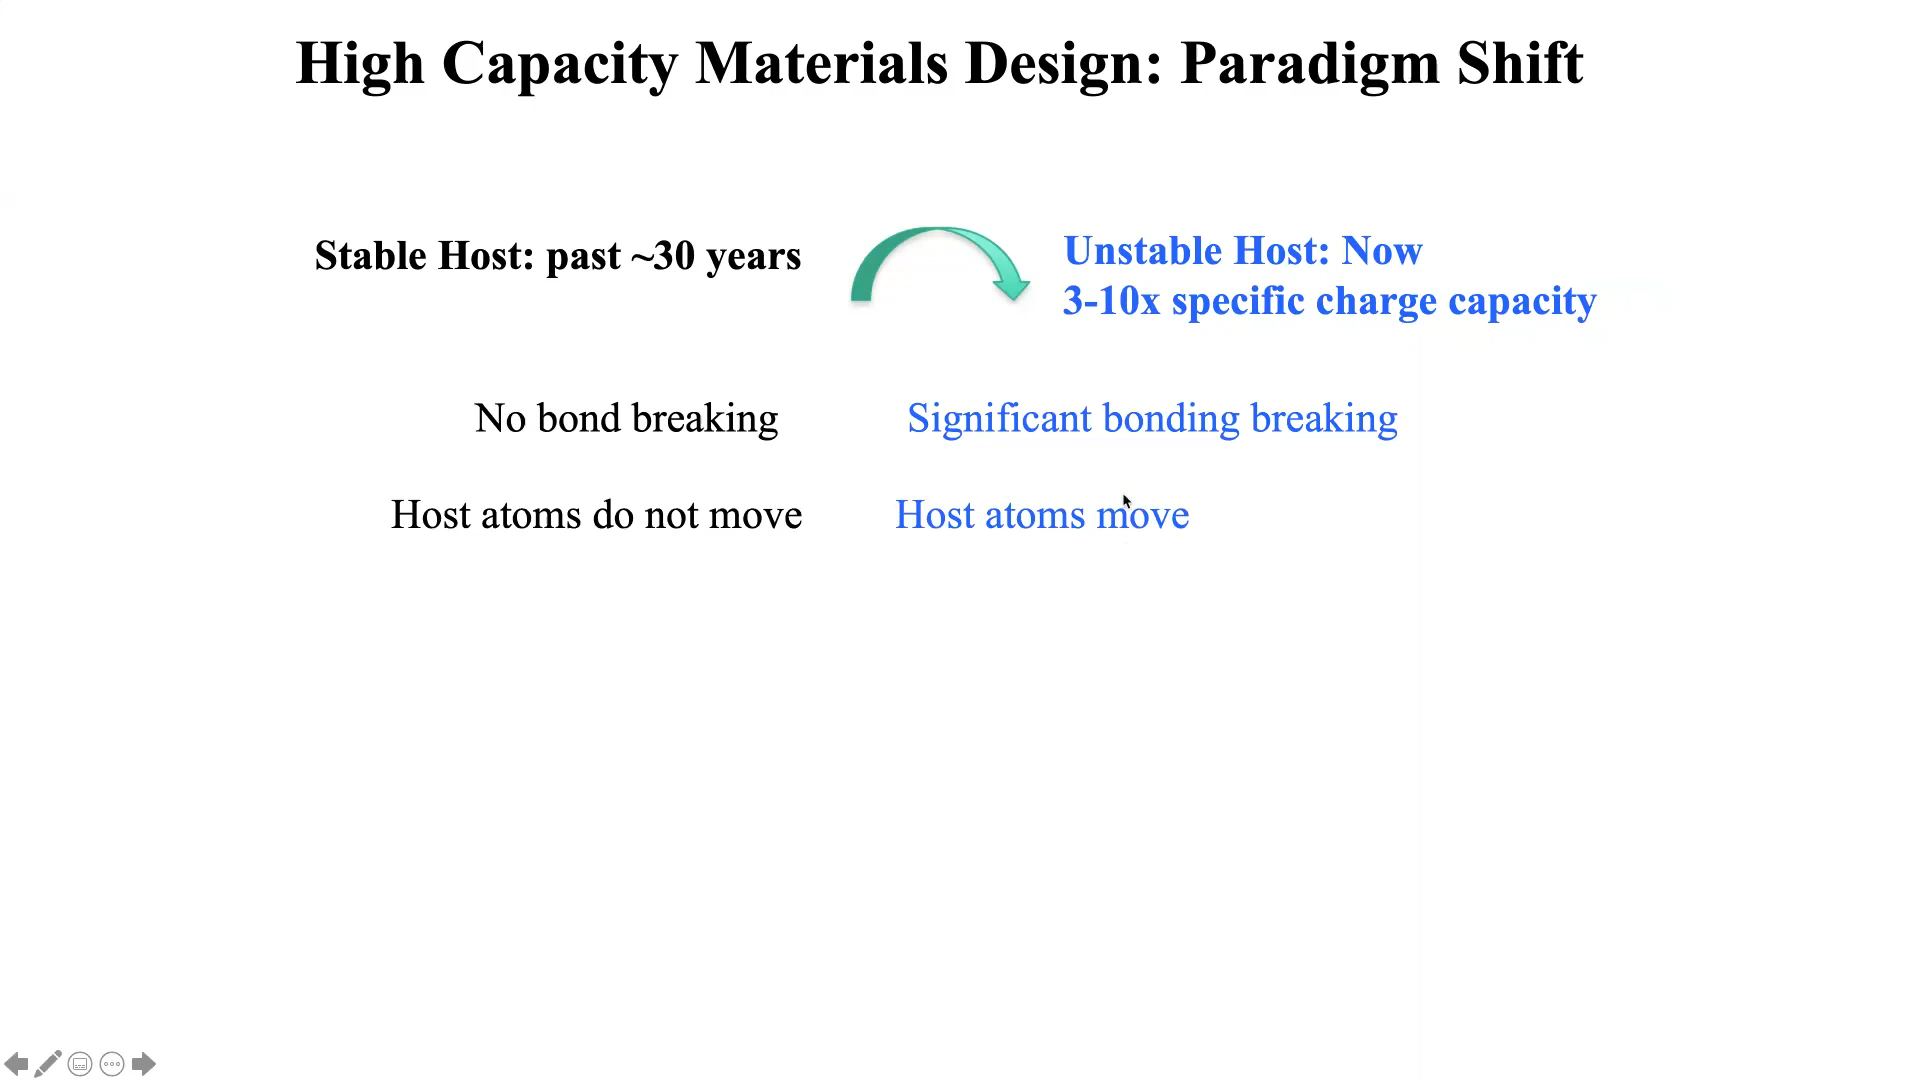 High Capacity Materials Design: Paradigm Shift
Stable Host: past ~30 years
Unstable Host: Now
3-10x specific charge capacity
No bond breaking
Significant bonding breaking
Host atoms do not move
Host atoms move